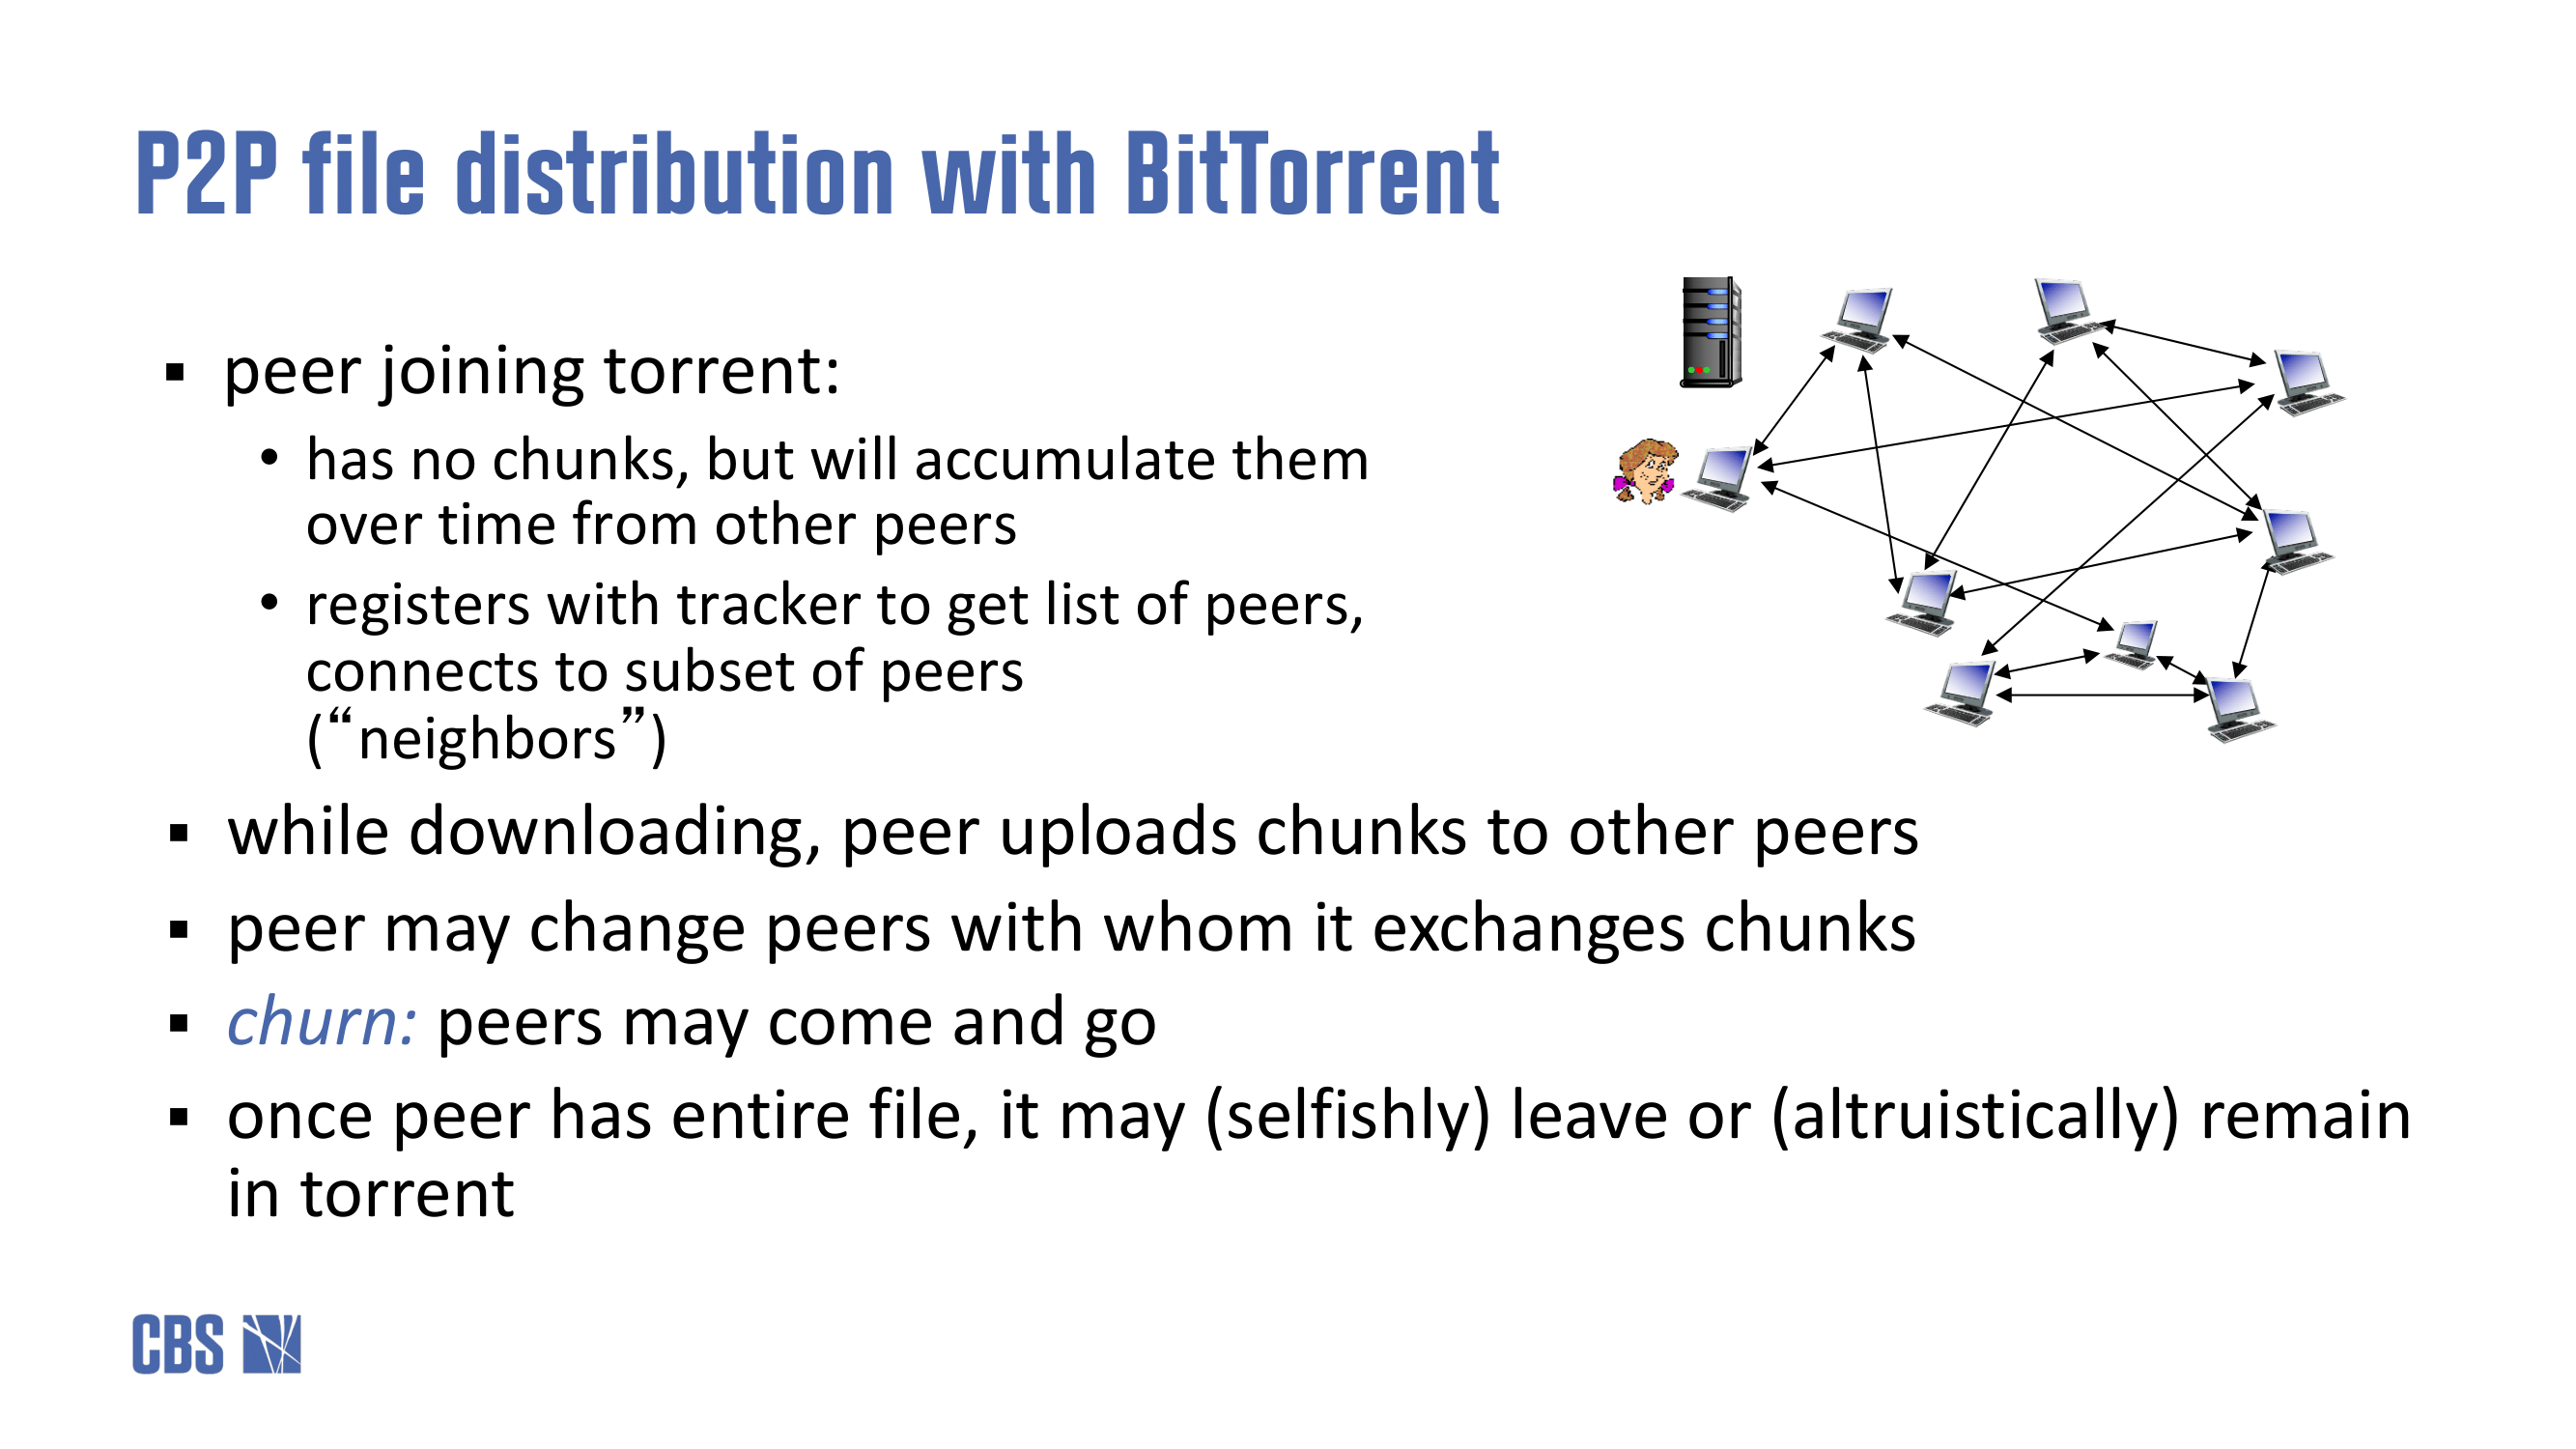 P2P file distribution with BitTorrent
▪ peer joining torrent:
• has no chunks, but will accumulate them
over time from other peers
• registers with tracker to get list of peers,
connects to subset of peers
(“neighbors”)
▪ while downloading, peer uploads chunks to other peers
▪ peer may change peers with whom it exchanges chunks
▪ churn: peers may come and go
▪ once peer has entire file, it may (selfishly) leave or (altruistically) remain
in torrent
CBS